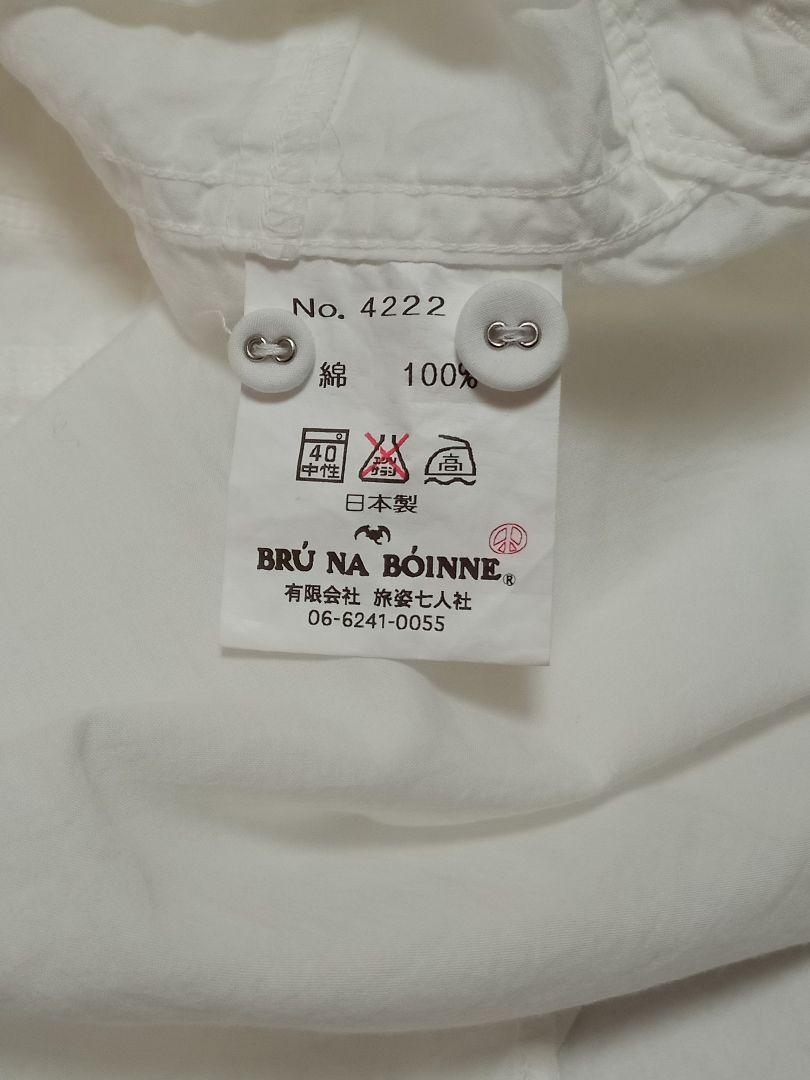 No. 4222
綿 100%
40
中性
エンソ
サラシ
高
日本製
BRÚ NA BÓINNE®
有限会社 旅姿七人社
06-6241-0055